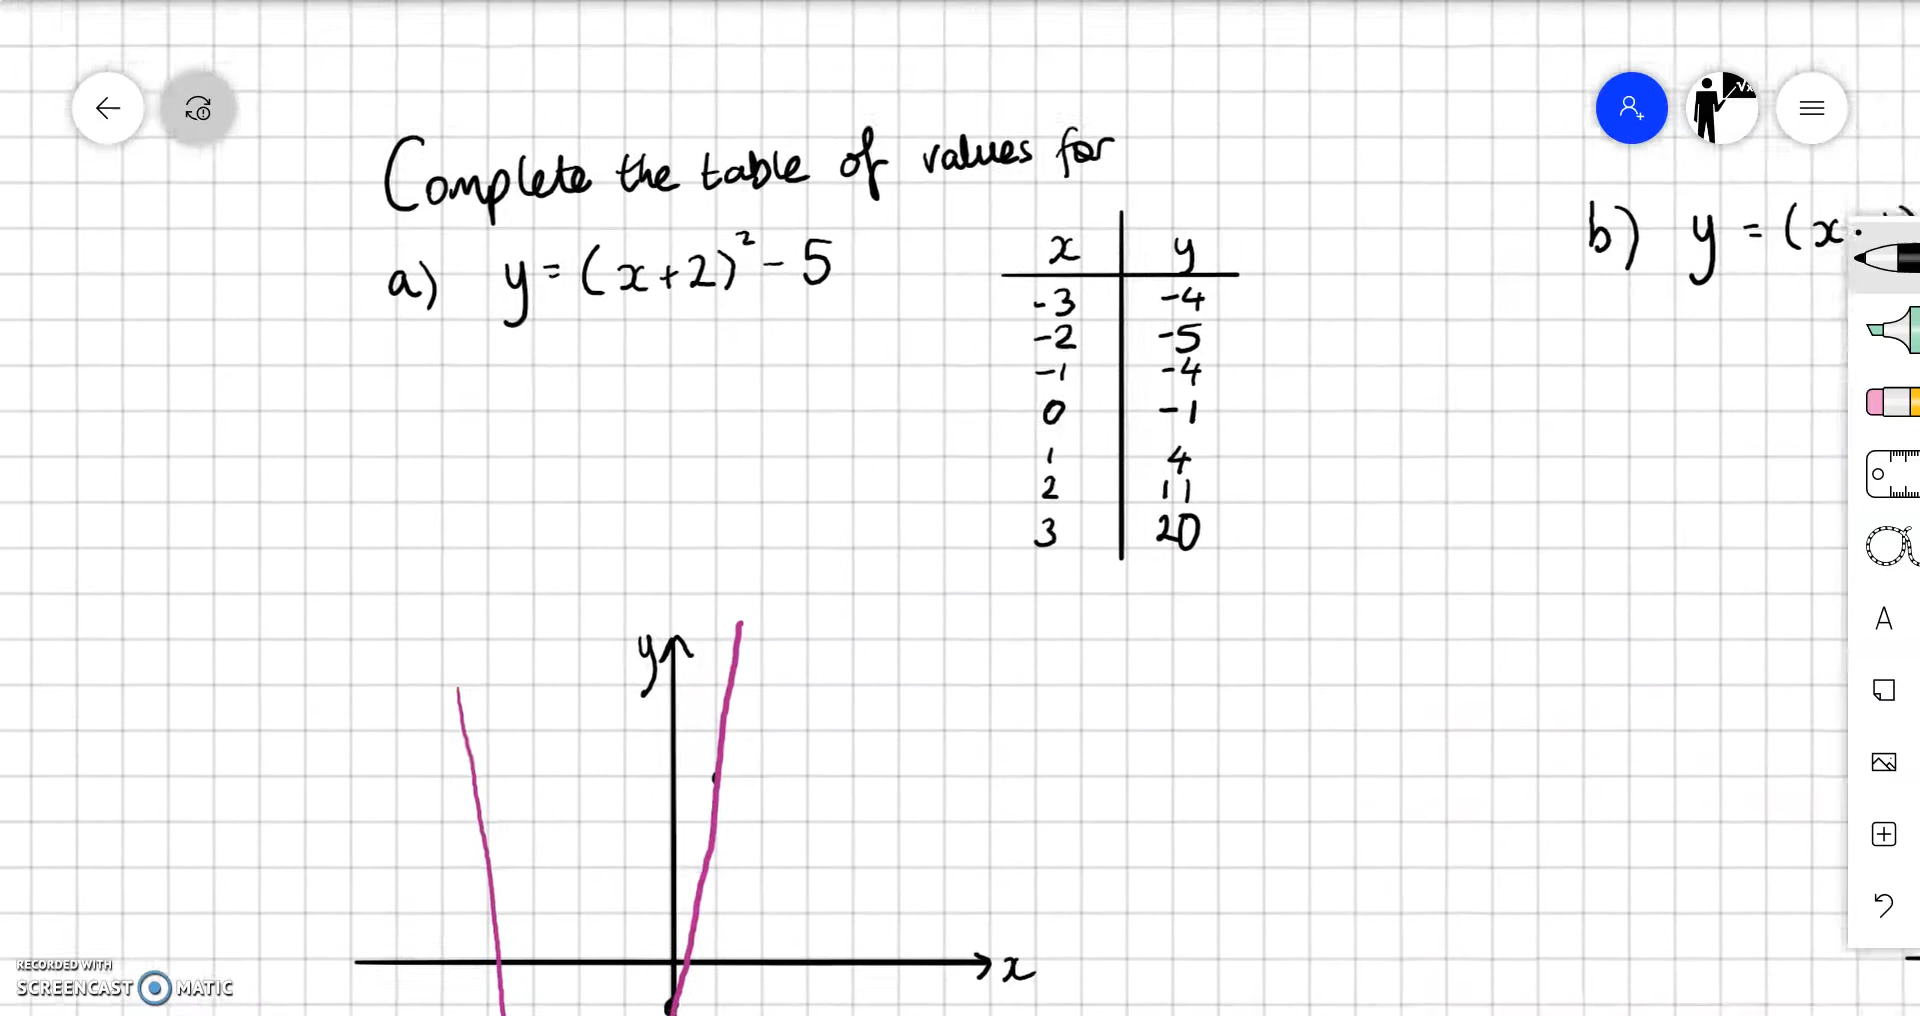 Complete the table of values for
a) y = (x+2)² - 5
x y
-3 -4
-2 -5
-1 -4
0 -1
1 4
2 11
3 20
b) y = (x
√x
A
y
x
RECORDED WITH
SCREENCAST MATIC